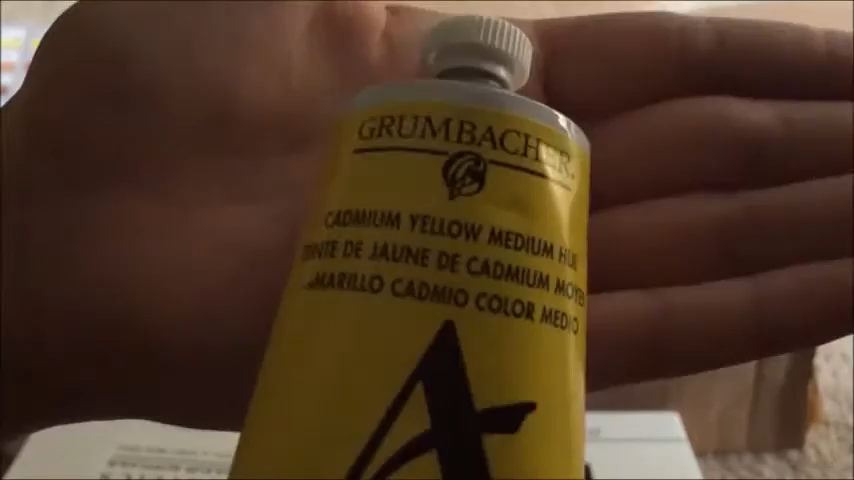 GRUMBACHER.
CADMIUM YELLOW MEDIUM HUE
TEINTE DE JAUNE DE CADMIUM MOYEN
AMARILLO CADMIO COLOR MEDIO
A